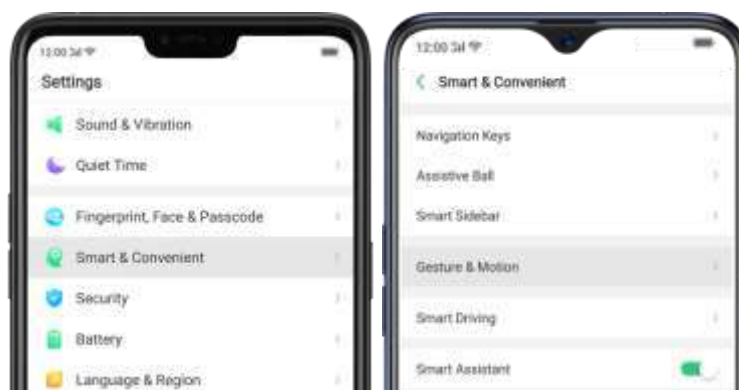 12:00
Settings
Sound & Vibration
Quiet Time
Fingerprint, Face & Passcode
Smart & Convenient
Security
Battery
Language & Region
12:00
Smart & Convenient
Navigation Keys
Assistive Ball
Smart Sidebar
Gesture & Motion
Smart Driving
Smart Assistant